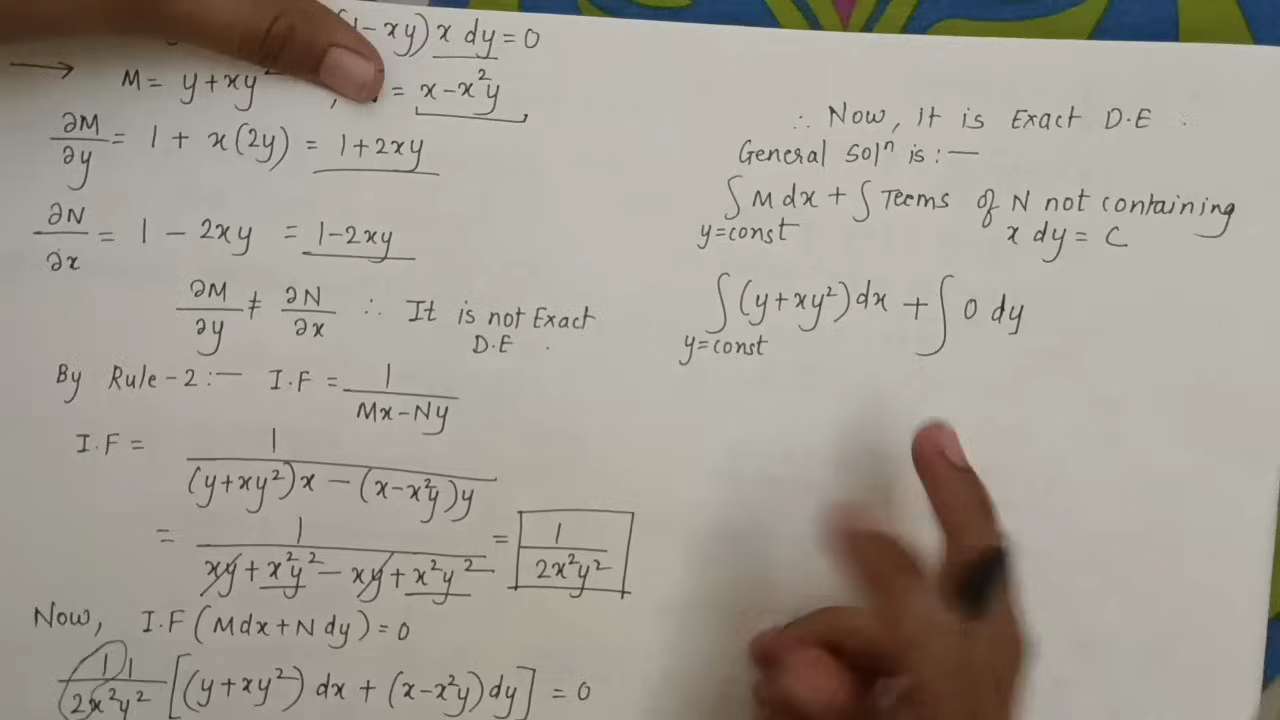 -xy) x dy = 0
→ M = y + xy² , = x - x²y
∂M/∂y = 1 + x(2y) = 1+2xy
∂N/∂x = 1 - 2xy = 1-2xy
∂M/∂y ≠ ∂N/∂x ∴ It is not Exact
D.E .
By Rule-2:- I.F = 1/(Mx-Ny)
I.F = 1/((y+xy²)x - (x-x²y)y)
= 1/(xy+x²y² - xy+x²y²) = 1/(2x²y²)
Now, I.F (Mdx+Ndy) = 0
1/(2x²y²) [(y+xy²) dx + (x-x²y)dy] = 0
∴ Now, It is Exact D.E .
General Solⁿ is :-
∫ M dx + ∫ Teems of N not containing
y=const x dy = C
∫ (y+xy²) dx + ∫ 0 dy
y=const